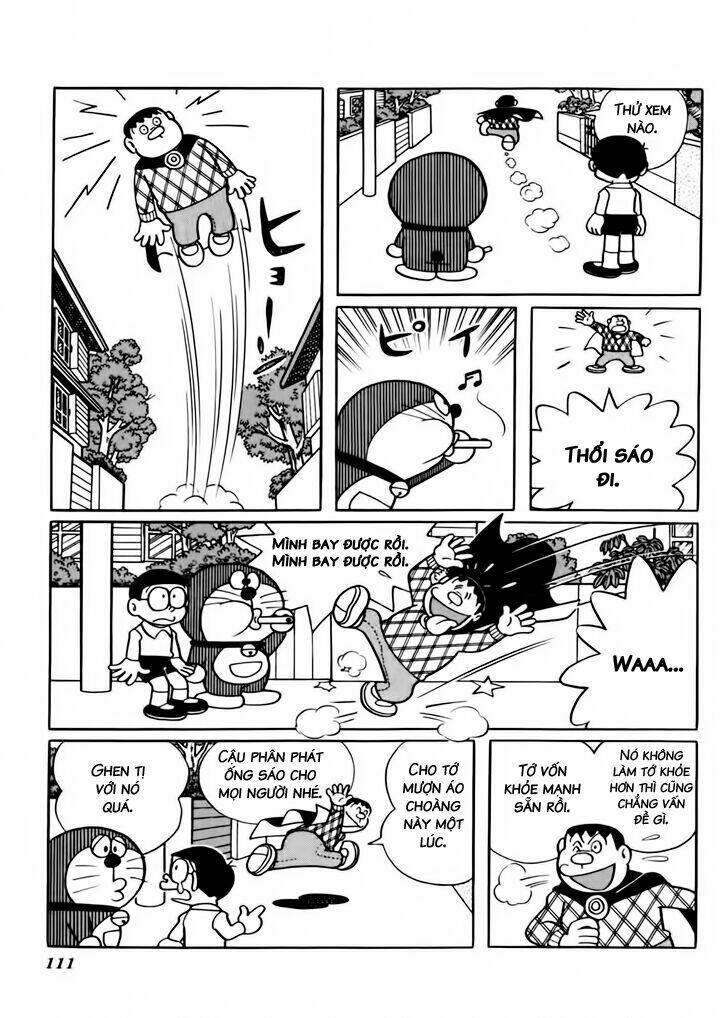 THỬ XEM
NÀO.
THỔI SÁO
ĐI.
ピィ
ヒョー!
WAAA...
MÌNH BAY ĐƯỢC RỒI.
MÌNH BAY ĐƯỢC RỒI.
NÓ KHÔNG
LÀM TỚ KHỎE
HƠN THÌ CŨNG
CHẲNG VẤN
ĐỀ GÌ.
TỚ VỐN
KHỎE MẠNH
SẴN RỒI.
CHO TỚ
MƯỢN ÁO
CHOÀNG
NÀY MỘT
LÚC.
CẬU PHÂN PHÁT
ỐNG SÁO CHO
MỌI NGƯỜI NHÉ.
GHEN TỊ
VỚI NÓ
QUÁ.
111